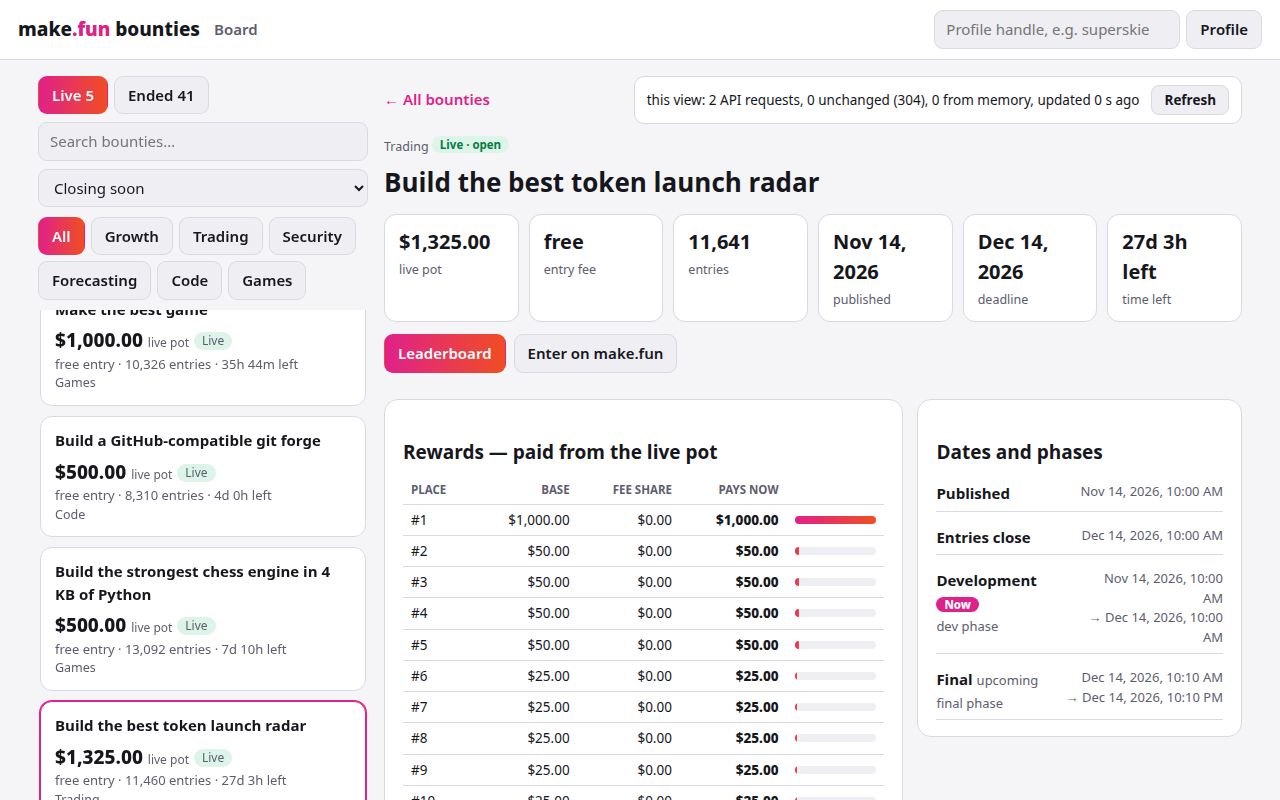 make.fun bounties Board
Profile handle, e.g. superskie
Profile
Live 5
Ended 41
Search bounties...
Closing soon
All
Growth
Trading
Security
Forecasting
Code
Games
Make the best game
$1,000.00 live pot Live
free entry · 10,326 entries · 35h 44m left
Games
Build a GitHub-compatible git forge
$500.00 live pot Live
free entry · 8,310 entries · 4d 0h left
Code
Build the strongest chess engine in 4
KB of Python
$500.00 live pot Live
free entry · 13,092 entries · 7d 10h left
Games
Build the best token launch radar
$1,325.00 live pot Live
free entry · 11,460 entries · 27d 3h left
Trading
← All bounties
this view: 2 API requests, 0 unchanged (304), 0 from memory, updated 0 s ago
Refresh
Trading Live · open
Build the best token launch radar
$1,325.00
live pot
free
entry fee
11,641
entries
Nov 14,
2026
published
Dec 14,
2026
deadline
27d 3h
left
time left
Leaderboard
Enter on make.fun
Rewards — paid from the live pot
PLACE BASE FEE SHARE PAYS NOW
#1 $1,000.00 $0.00 $1,000.00
#2 $50.00 $0.00 $50.00
#3 $50.00 $0.00 $50.00
#4 $50.00 $0.00 $50.00
#5 $50.00 $0.00 $50.00
#6 $25.00 $0.00 $25.00
#7 $25.00 $0.00 $25.00
#8 $25.00 $0.00 $25.00
#9 $25.00 $0.00 $25.00
#10 $25.00 $0.00 $25.00
Dates and phases
Published Nov 14, 2026, 10:00 AM
Entries close Dec 14, 2026, 10:00 AM
Development
Now
dev phase
Nov 14, 2026, 10:00
AM
→ Dec 14, 2026, 10:00
AM
Final upcoming
final phase
Dec 14, 2026, 10:10 AM
→ Dec 14, 2026, 10:10 PM